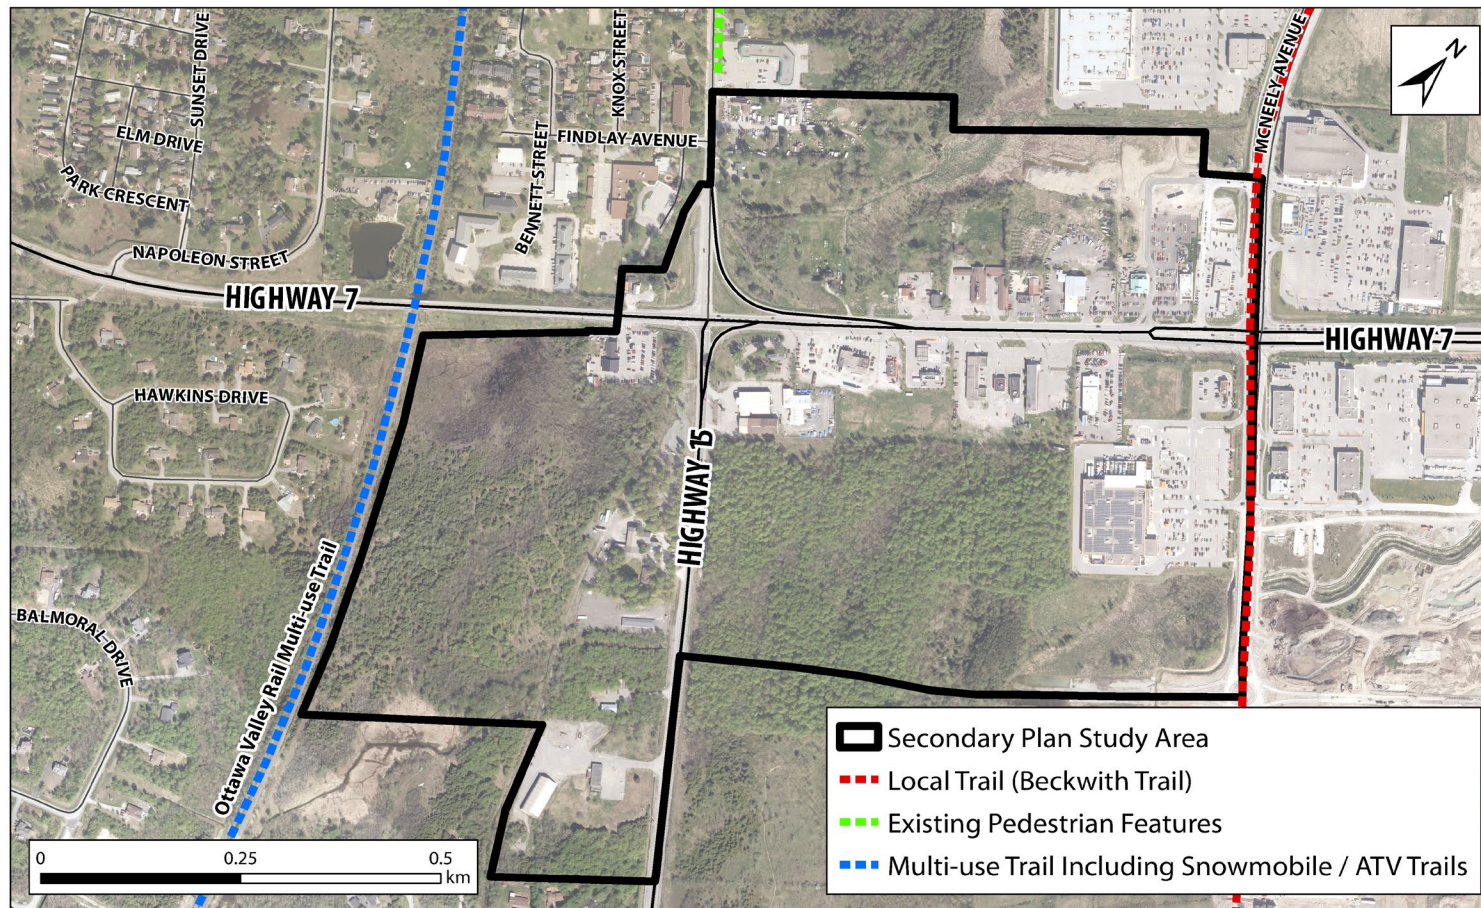 SUNSET DRIVE
KNOX STREET
MCNEELY AVENUE
N
ELM DRIVE
FINDLAY AVENUE
PARK CRESCENT
BENNETT STREET
NAPOLEON STREET
HIGHWAY 7
HIGHWAY 7
HAWKINS DRIVE
HIGHWAY 15
Ottawa Valley Rail Multi-use Trail
BALMORAL DRIVE
Secondary Plan Study Area
Local Trail (Beckwith Trail)
Existing Pedestrian Features
Multi-use Trail Including Snowmobile / ATV Trails
0 0.25 0.5
km